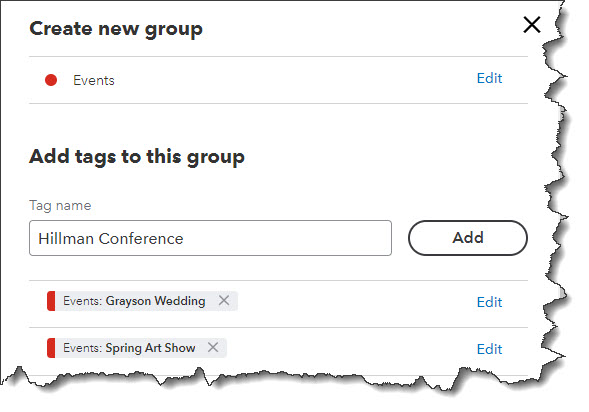 Create new group
Events Edit
Add tags to this group
Tag name
Hillman Conference Add
Events: Grayson Wedding Edit
Events: Spring Art Show Edit